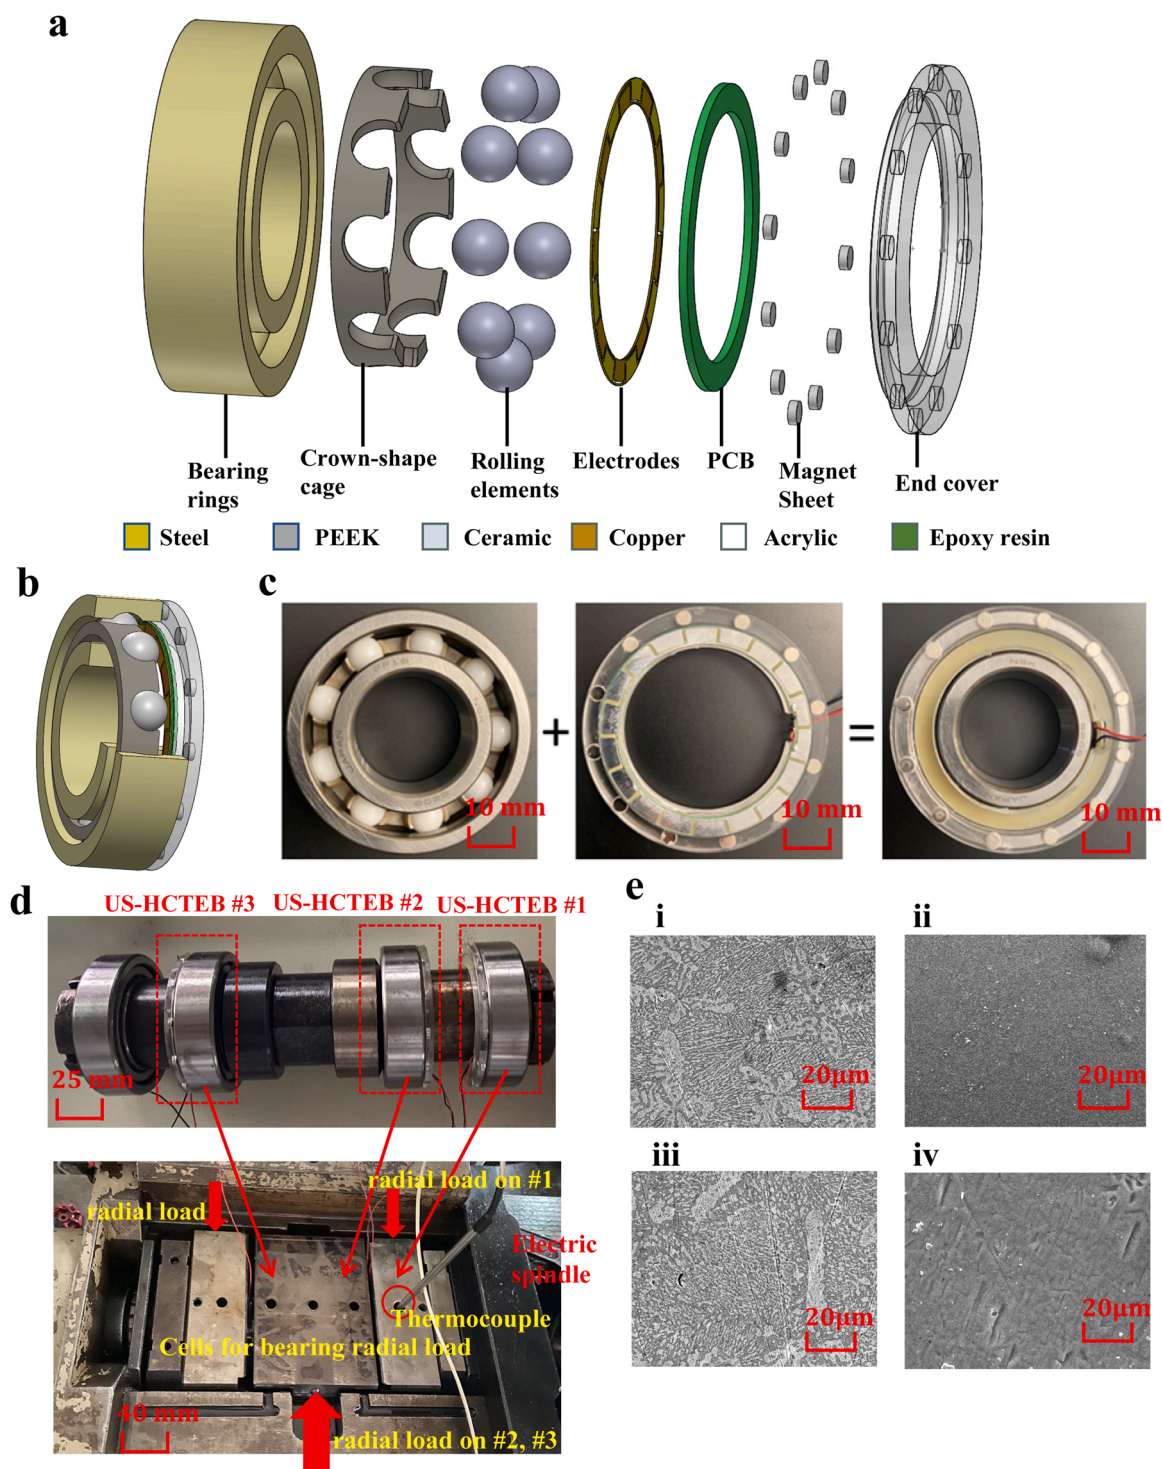 a
Bearing
rings
Crown-shape
cage
Rolling
elements
Electrodes
PCB
Magnet
Sheet
End cover
Steel
PEEK
Ceramic
Copper
Acrylic
Epoxy resin
b
c
10 mm
+
10 mm
=
10 mm
d
US-HCTEB #3
US-HCTEB #2
US-HCTEB #1
25 mm
radial load
radial load on #1
Electric
spindle
Thermocouple
Cells for bearing radial load
40 mm
radial load on #2, #3
e
i
20μm
ii
20μm
iii
20μm
iv
20μm